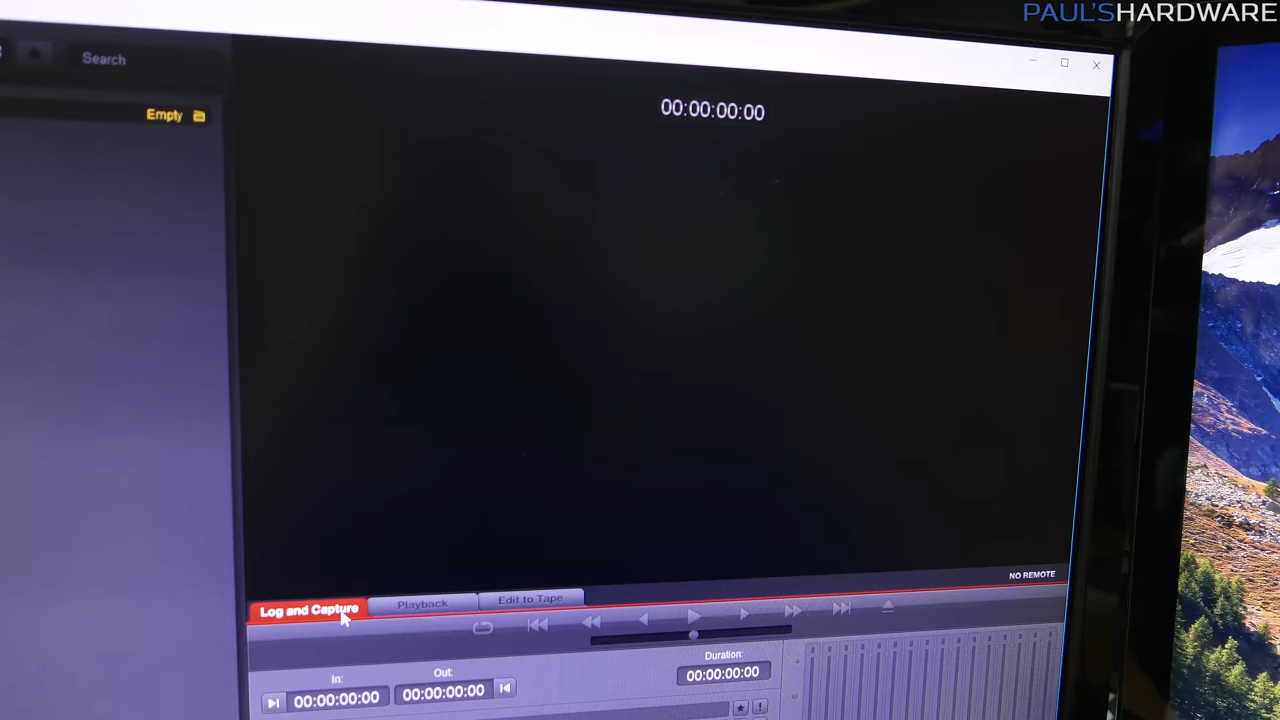 PAUL'SHARDWARE
Search
Empty
00:00:00:00
NO REMOTE
Log and Capture
Playback
Edit to Tape
In:
Out:
Duration:
00:00:00:00
00:00:00:00
00:00:00:00